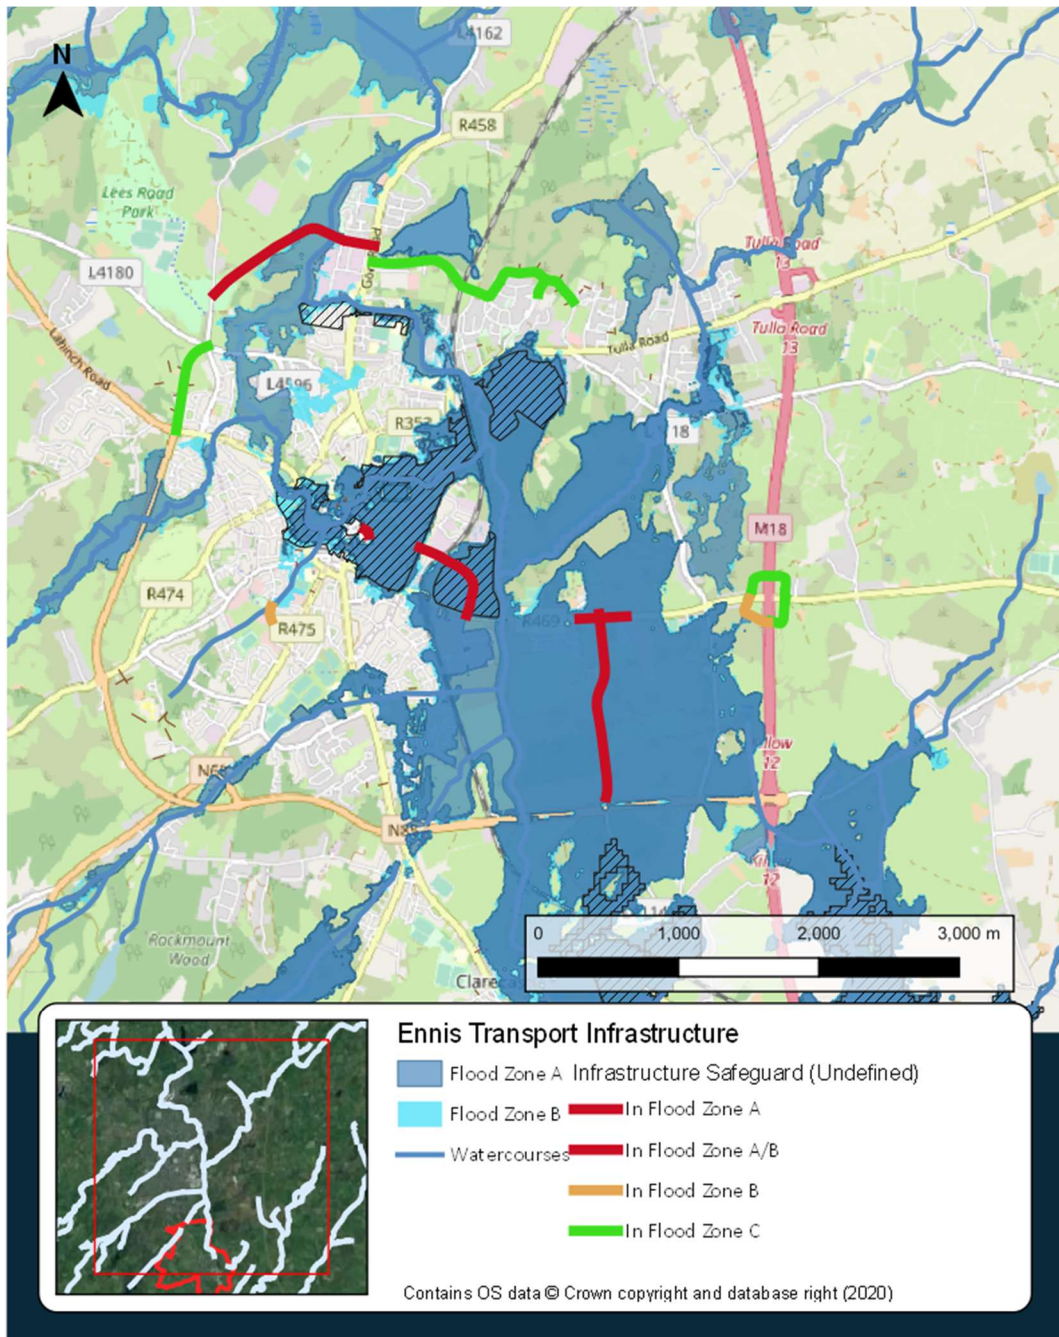 L4162
N
R458
Lees Road
Park
L4180
Tulla Road
13
Tulla Road
13
Tulla Road
Lahinch Road
L4596
R352
18
M18
R474
R475
R469
N85
12
12
Rockmount
Wood
Clareca
0 1,000 2,000 3,000 m
Ennis Transport Infrastructure
Flood Zone A Infrastructure Safeguard (Undefined)
In Flood Zone A
Flood Zone B
In Flood Zone A/B
Watercourses
In Flood Zone B
In Flood Zone C
Contains OS data © Crown copyright and database right (2020)